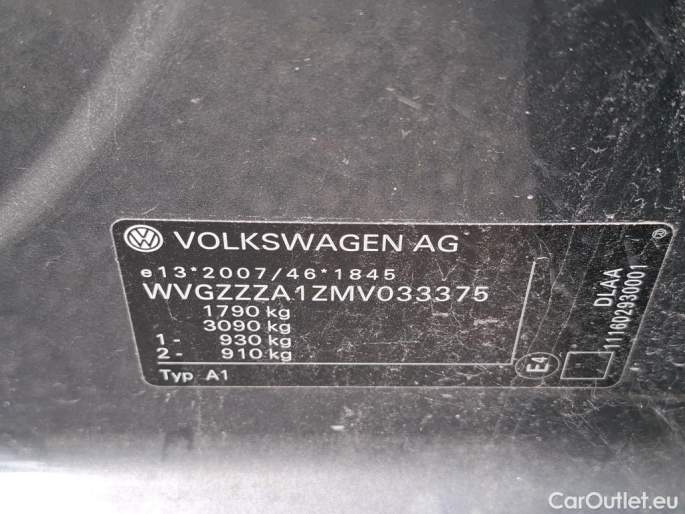 VOLKSWAGEN AG
e13*2007/46*1845
WVGZZZA1ZMV033375
1790 kg
3090 kg
1- 930 kg
2- 910 kg
Typ A1
E4
DLAA
111602930001
®
CarOutlet.eu